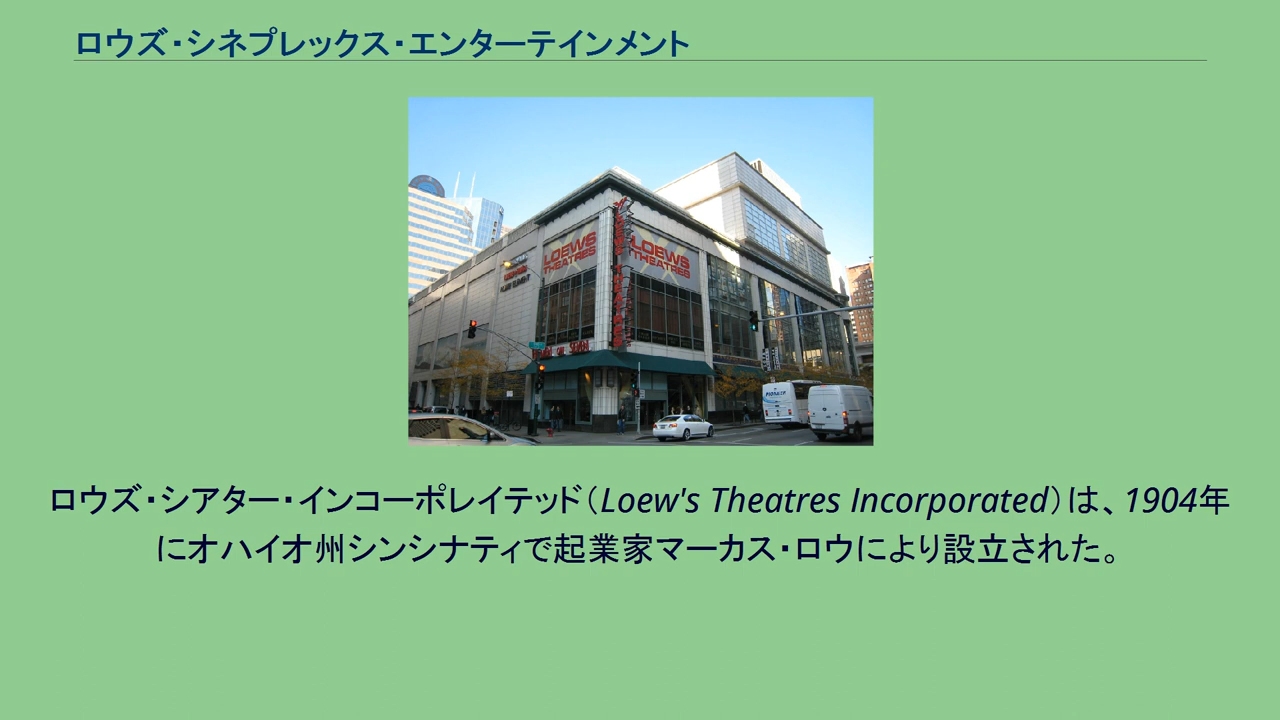 ロウズ・シネプレックス・エンターテインメント
LOEWS
THEATRES
LOEWS
THEATRES
PIONEER
ロウズ・シアター・インコーポレイテッド（Loew's Theatres Incorporated）は、1904年
にオハイオ州シンシナティで起業家マーカス・ロウにより設立された。